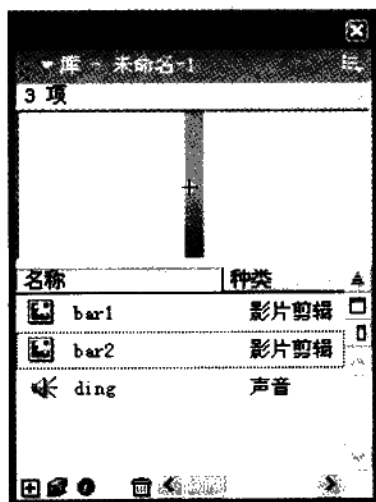 库 - 未命名-1
3 项
名称 种类
bar1 影片剪辑
bar2 影片剪辑
ding 声音